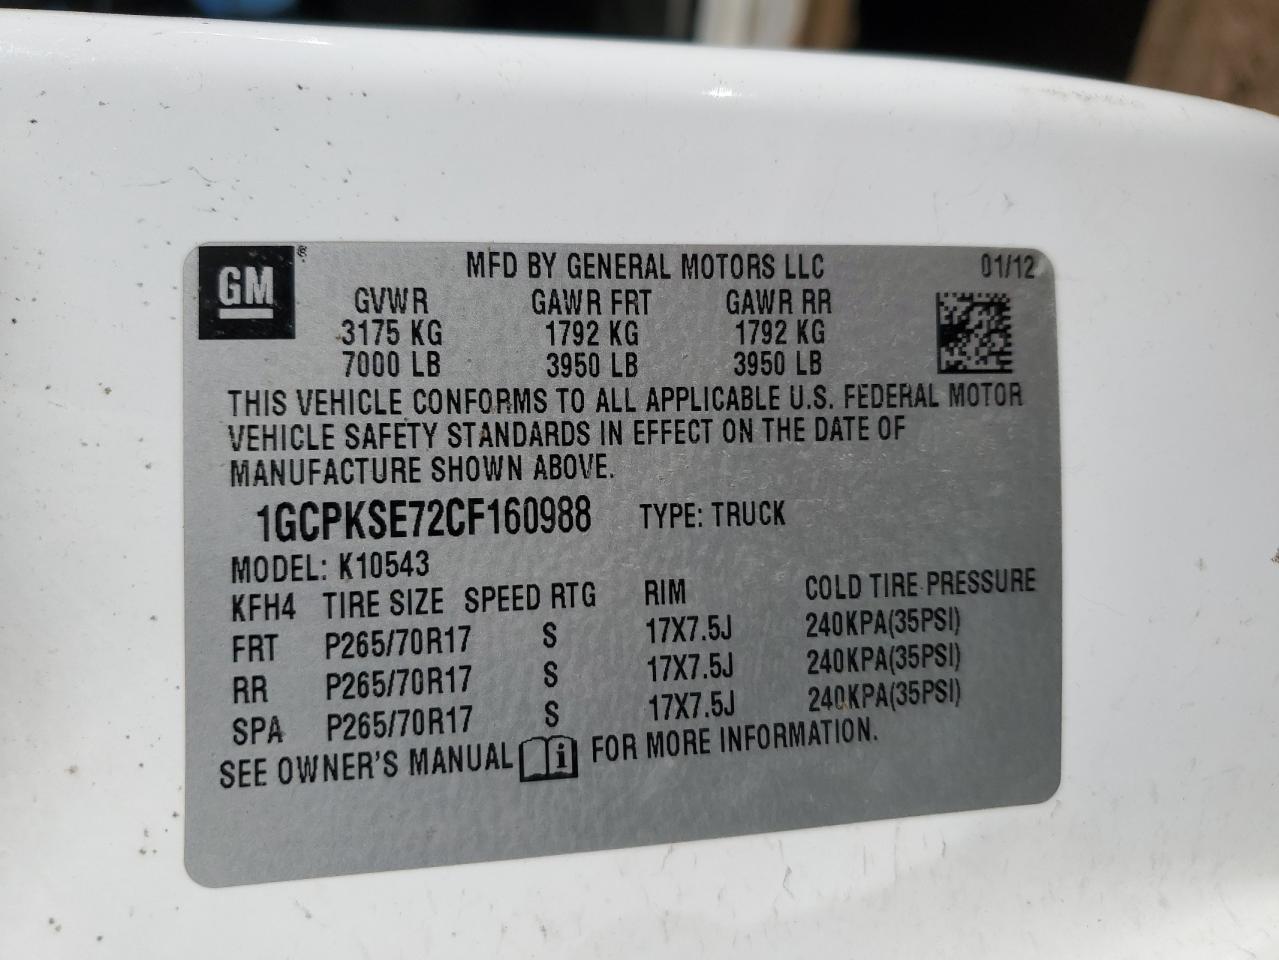 GM®
MFD BY GENERAL MOTORS LLC 01/12
GVWR GAWR FRT GAWR RR
3175 KG 1792 KG 1792 KG
7000 LB 3950 LB 3950 LB
THIS VEHICLE CONFORMS TO ALL APPLICABLE U.S. FEDERAL MOTOR
VEHICLE SAFETY STANDARDS IN EFFECT ON THE DATE OF
MANUFACTURE SHOWN ABOVE.
1GCPKSE72CF160988 TYPE: TRUCK
MODEL: K10543
KFH4 TIRE SIZE SPEED RTG RIM COLD TIRE PRESSURE
FRT P265/70R17 S 17X7.5J 240KPA(35PSI)
RR P265/70R17 S 17X7.5J 240KPA(35PSI)
SPA P265/70R17 S 17X7.5J 240KPA(35PSI)
SEE OWNER'S MANUAL i FOR MORE INFORMATION.